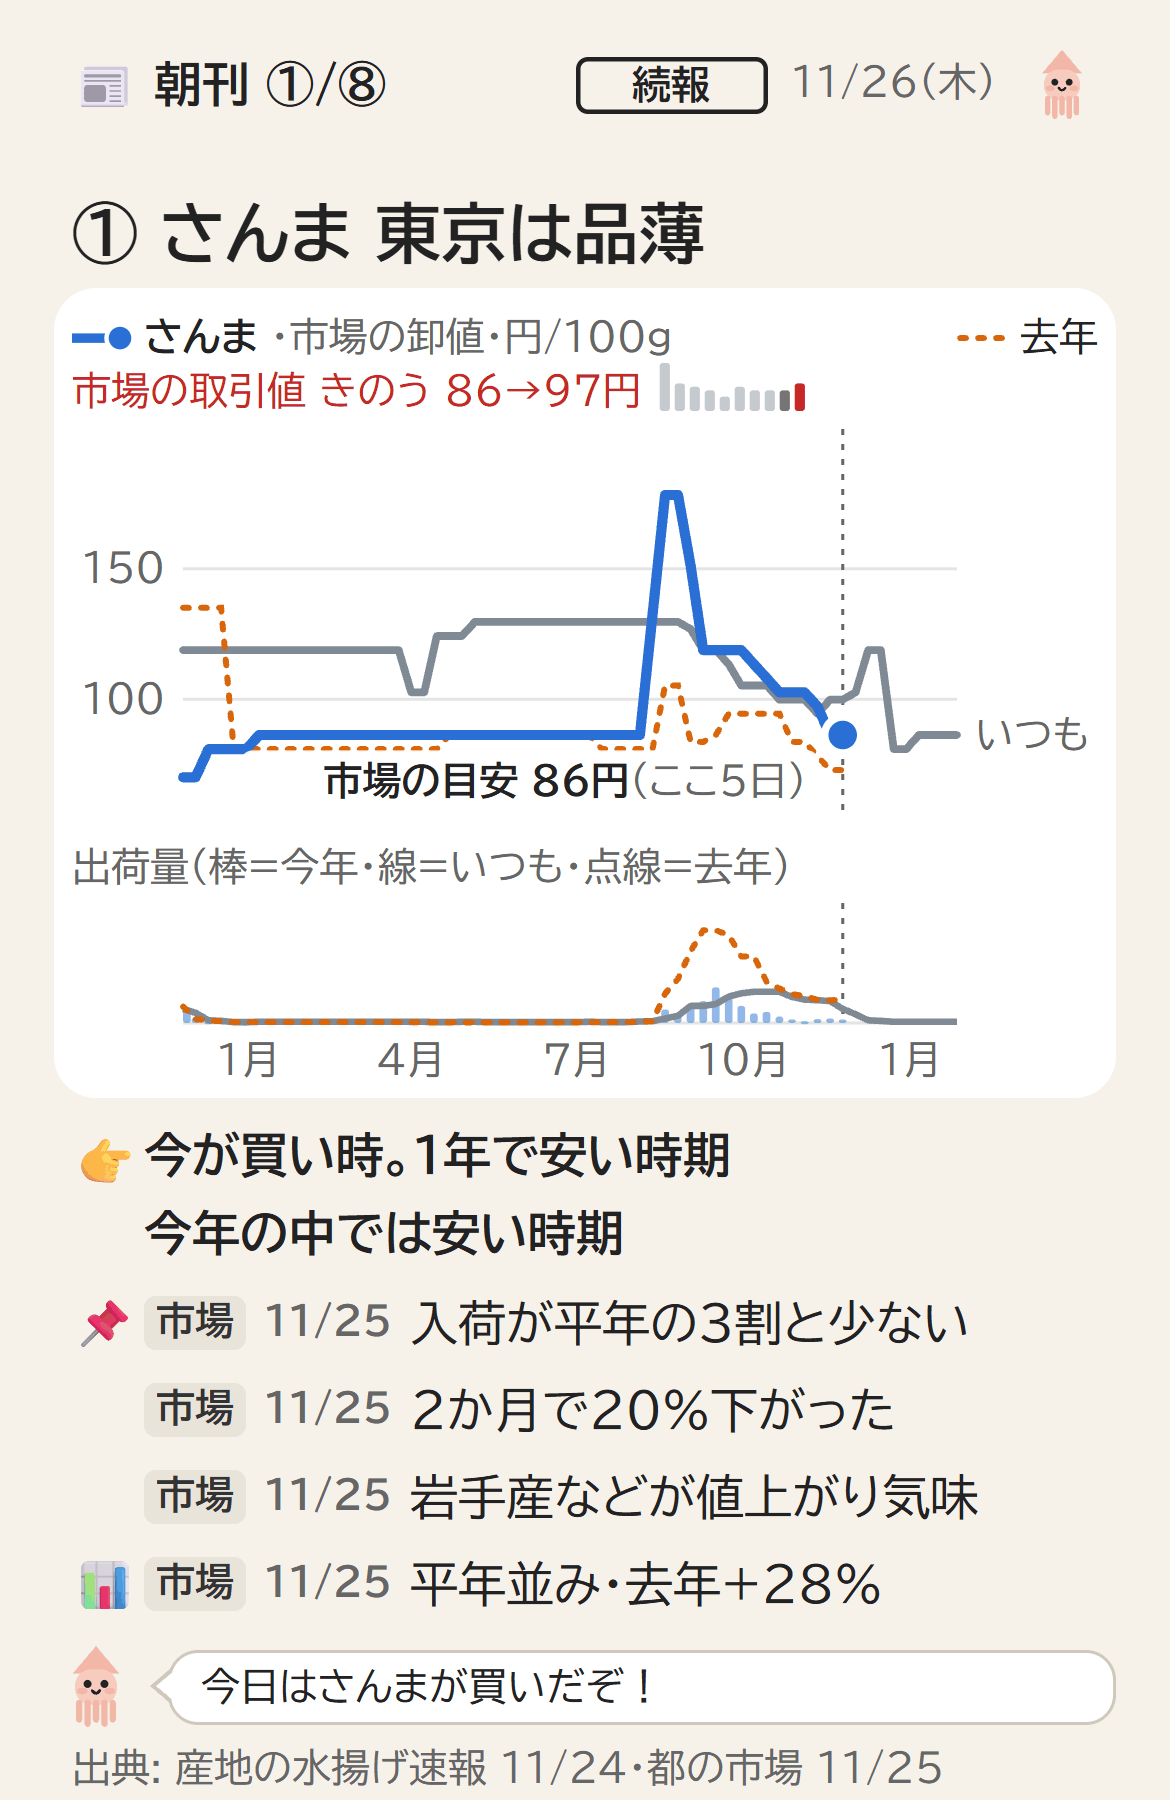 朝刊 ①/⑧ 続報 11/26(木)
① さんま 東京は品薄
さんま ・市場の卸値・円/100g 去年
市場の取引値 きのう 86→97円
150
100
いつも
市場の目安 86円(ここ5日)
出荷量(棒=今年・線=いつも・点線=去年)
1月 4月 7月 10月 1月
今が買い時。1年で安い時期
今年の中では安い時期
市場 11/25 入荷が平年の3割と少ない
市場 11/25 2か月で20%下がった
市場 11/25 岩手産などが値上がり気味
市場 11/25 平年並み・去年+28%
今日はさんまが買いだぞ！
出典: 産地の水揚げ速報 11/24・都の市場 11/25